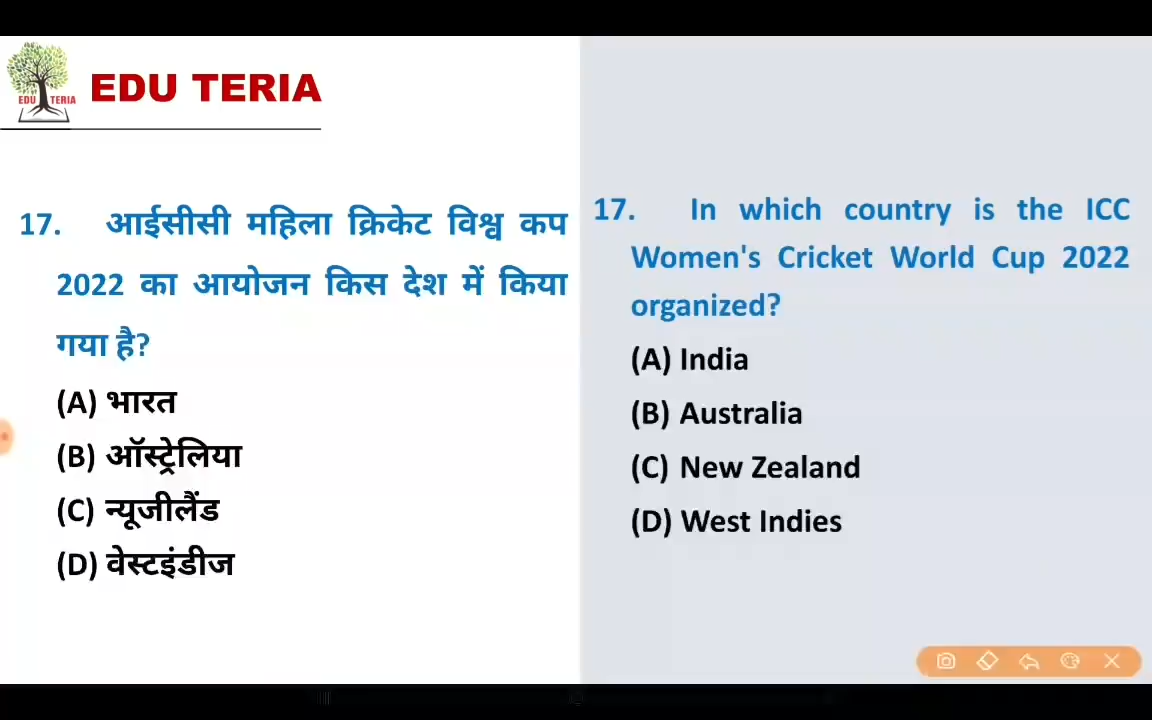 EDU TERIA
EDU TERIA
17. आईसीसी महिला क्रिकेट विश्व कप
2022 का आयोजन किस देश में किया
गया है?
(A) भारत
(B) ऑस्ट्रेलिया
(C) न्यूजीलैंड
(D) वेस्टइंडीज
17. In which country is the ICC
Women's Cricket World Cup 2022
organized?
(A) India
(B) Australia
(C) New Zealand
(D) West Indies